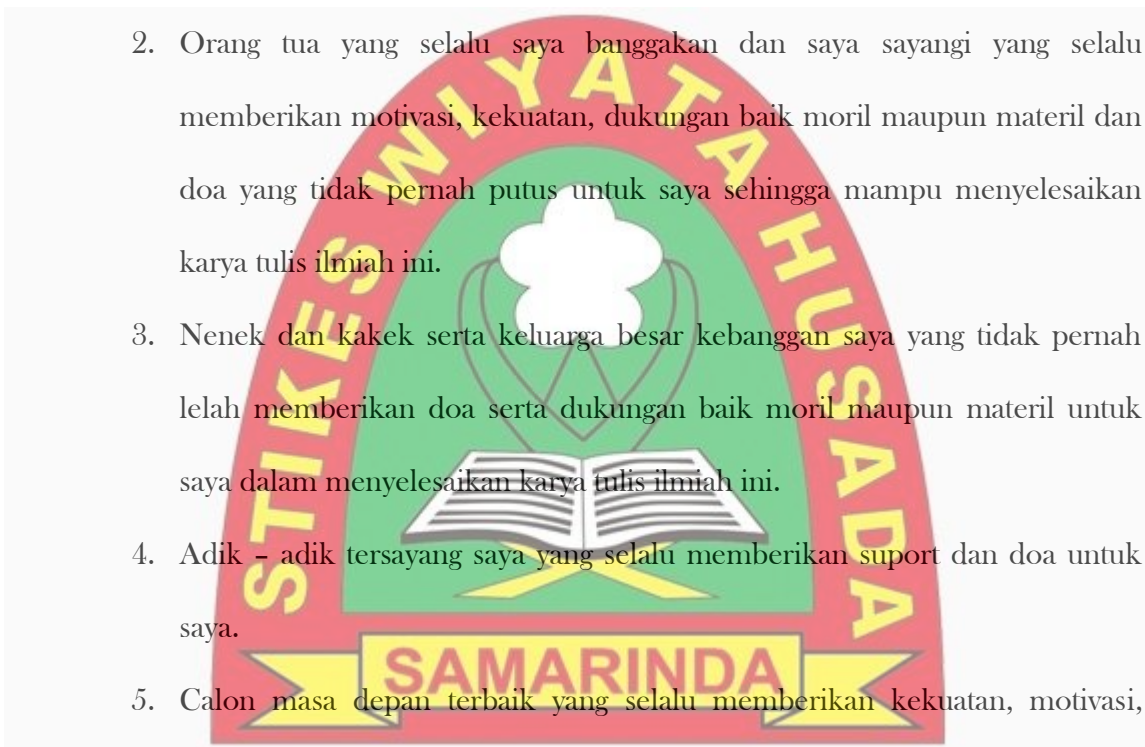 2. Orang tua yang selalu saya banggakan dan saya sayangi yang selalu
memberikan motivasi, kekuatan, dukungan baik moril maupun materil dan
doa yang tidak pernah putus untuk saya sehingga mampu menyelesaikan
karya tulis ilmiah ini.
3. Nenek dan kakek serta keluarga besar kebanggan saya yang tidak pernah
lelah memberikan doa serta dukungan baik moril maupun materil untuk
saya dalam menyelesaikan karya tulis ilmiah ini.
4. Adik – adik tersayang saya yang selalu memberikan suport dan doa untuk
saya.
5. Calon masa depan terbaik yang selalu memberikan kekuatan, motivasi,
STIKES WIYATA HUSADA
SAMARINDA